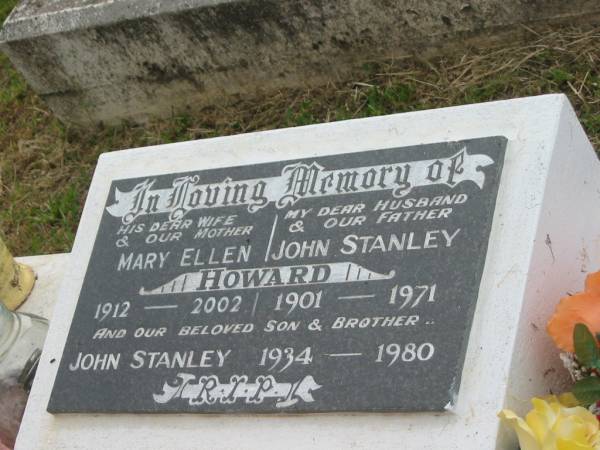 In Loving Memory of
HIS DEAR WIFE & OUR MOTHER
MARY ELLEN
MY DEAR HUSBAND & OUR FATHER
JOHN STANLEY
HOWARD
1912 — 2002
1901 — 1971
AND OUR BELOVED SON & BROTHER..
JOHN STANLEY 1934 — 1980
R.I.P.